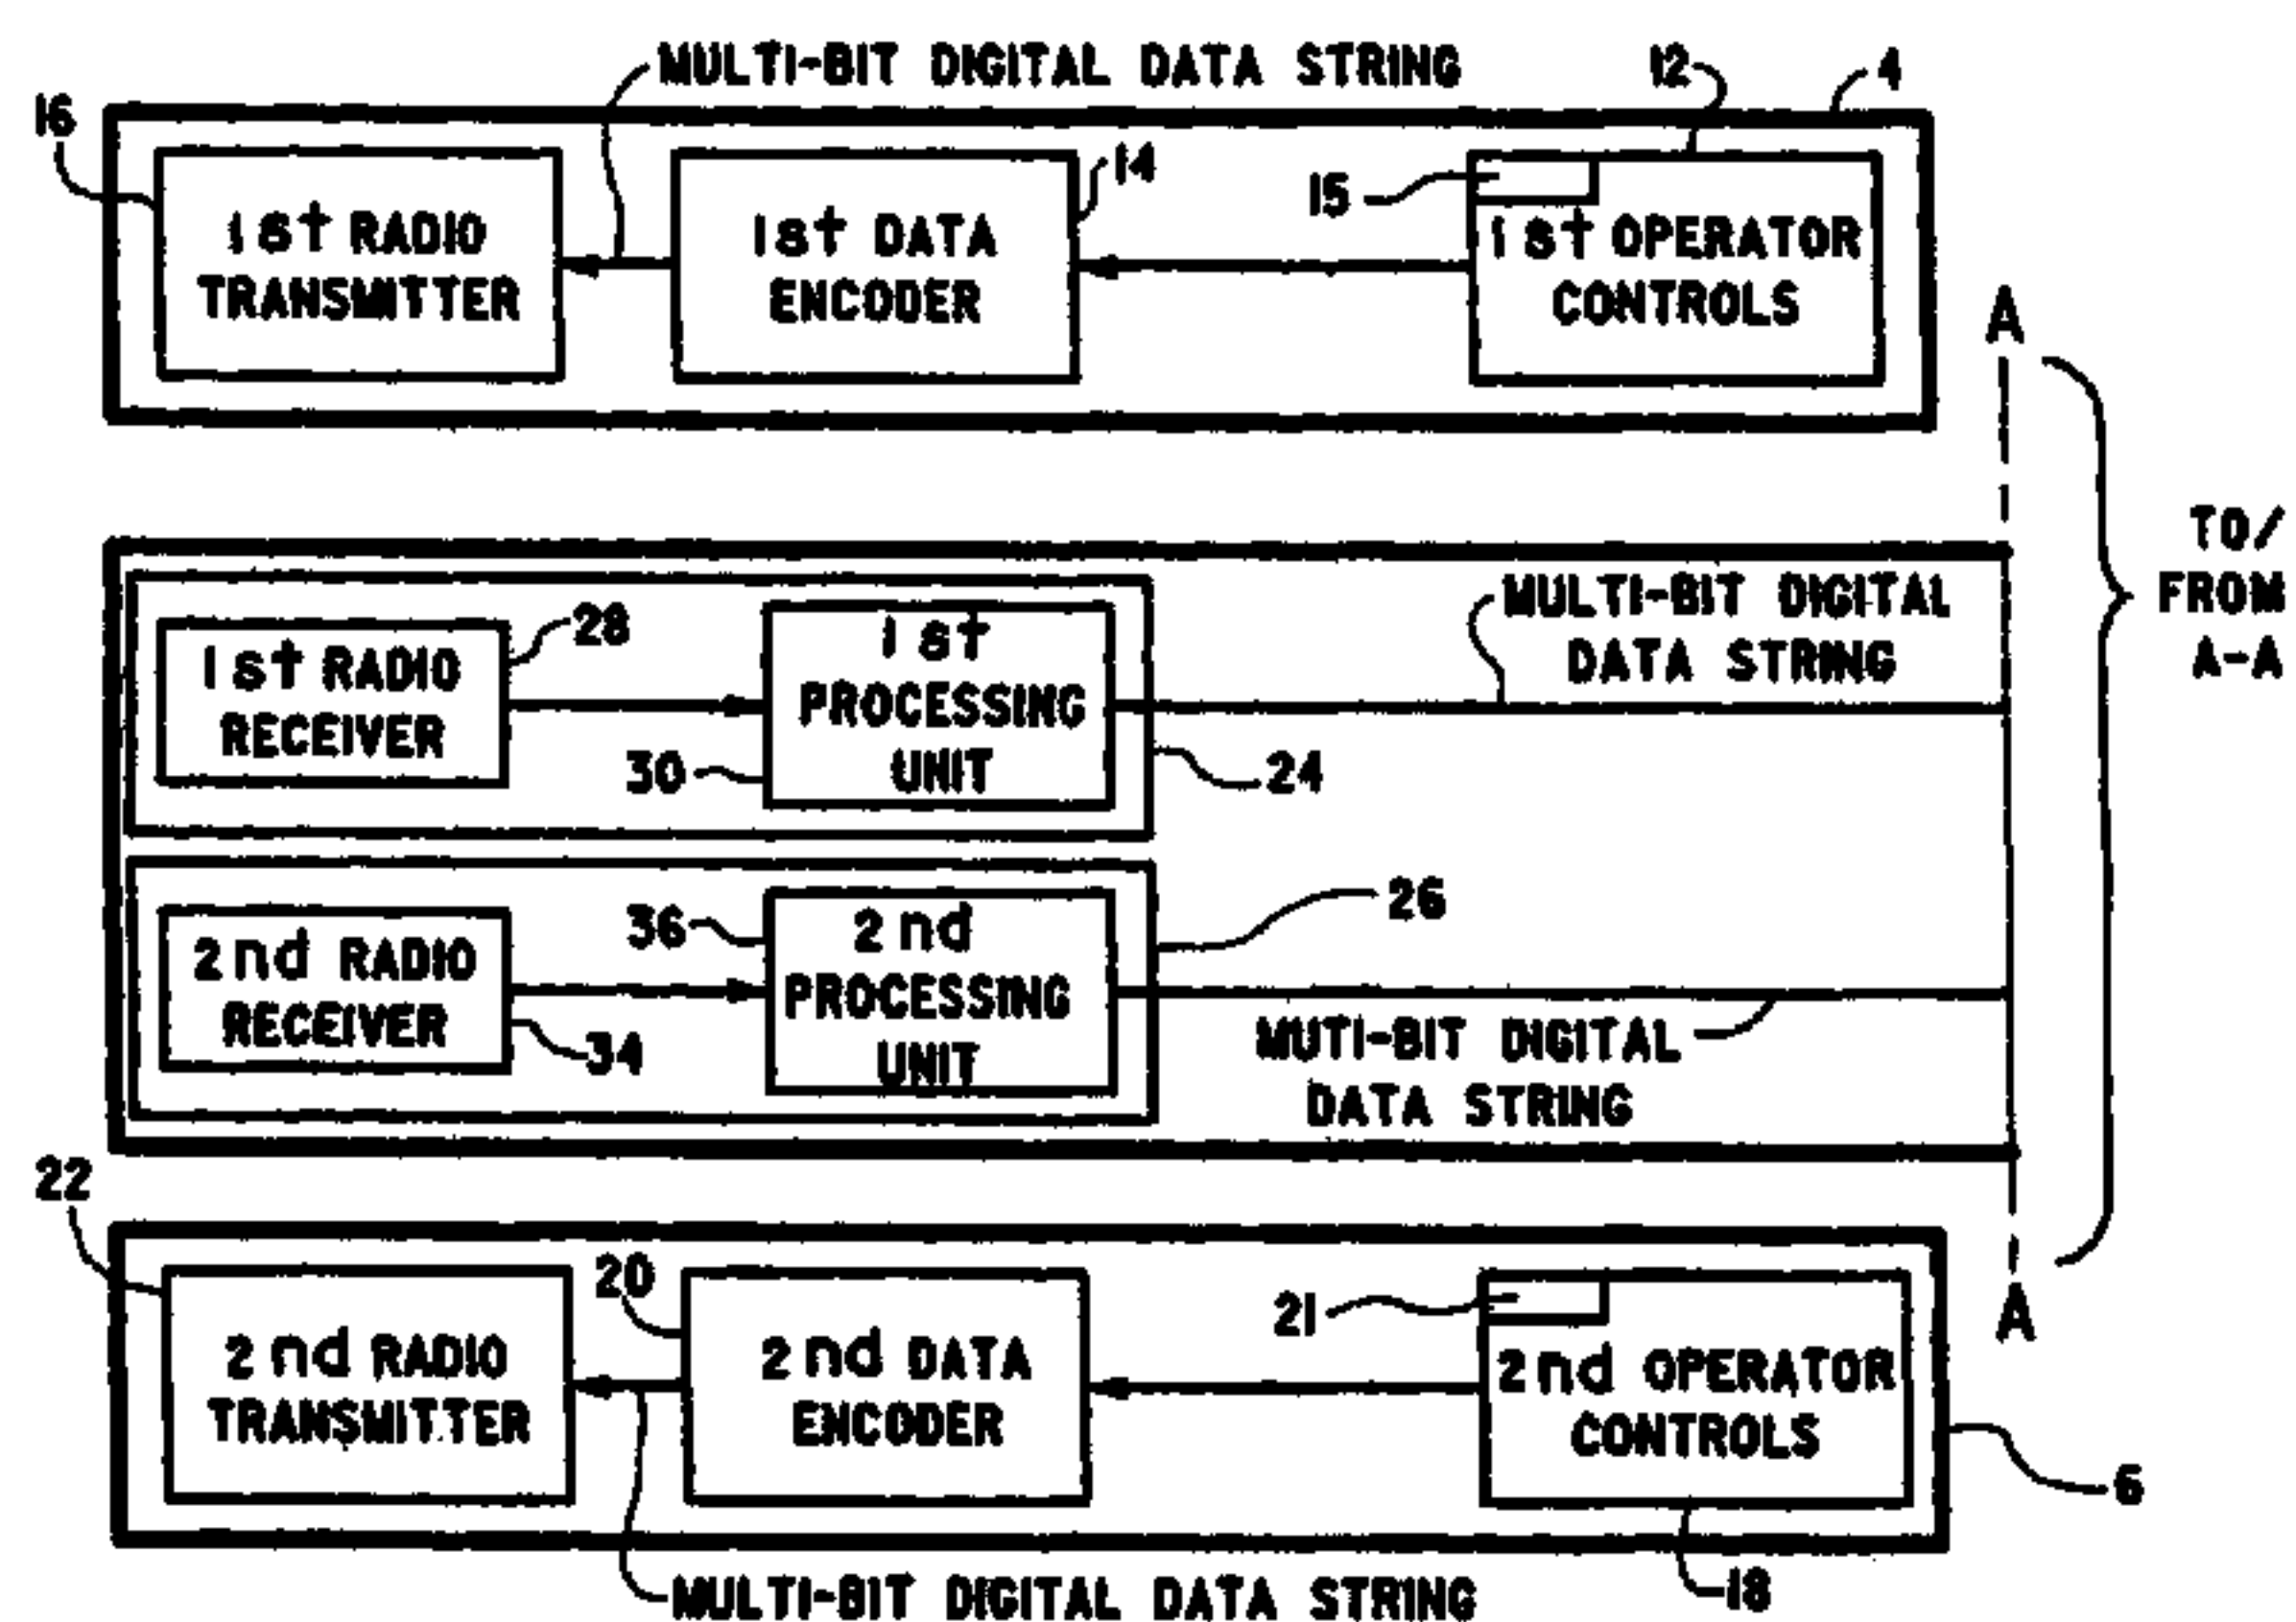 MULTI-BIT DIGITAL DATA STRING
12
4
16
14
15
1st RADIO
TRANSMITTER
1st DATA
ENCODER
1st OPERATOR
CONTROLS
A
TO/
FROM
A-A
MULTI-BIT DIGITAL
DATA STRING
28
1st RADIO
RECEIVER
1st
PROCESSING
UNIT
30
24
36
26
2nd RADIO
RECEIVER
2nd
PROCESSING
UNIT
34
MUTI-BIT DIGITAL
DATA STRING
22
20
21
A
2nd RADIO
TRANSMITTER
2nd DATA
ENCODER
2nd OPERATOR
CONTROLS
6
18
MULTI-BIT DIGITAL DATA STRING